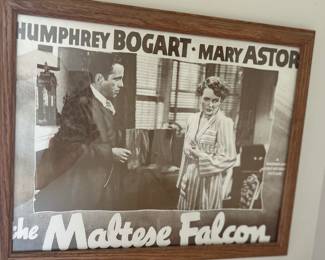 HUMPHREY BOGART · MARY ASTOR
A
the Maltese Falcon